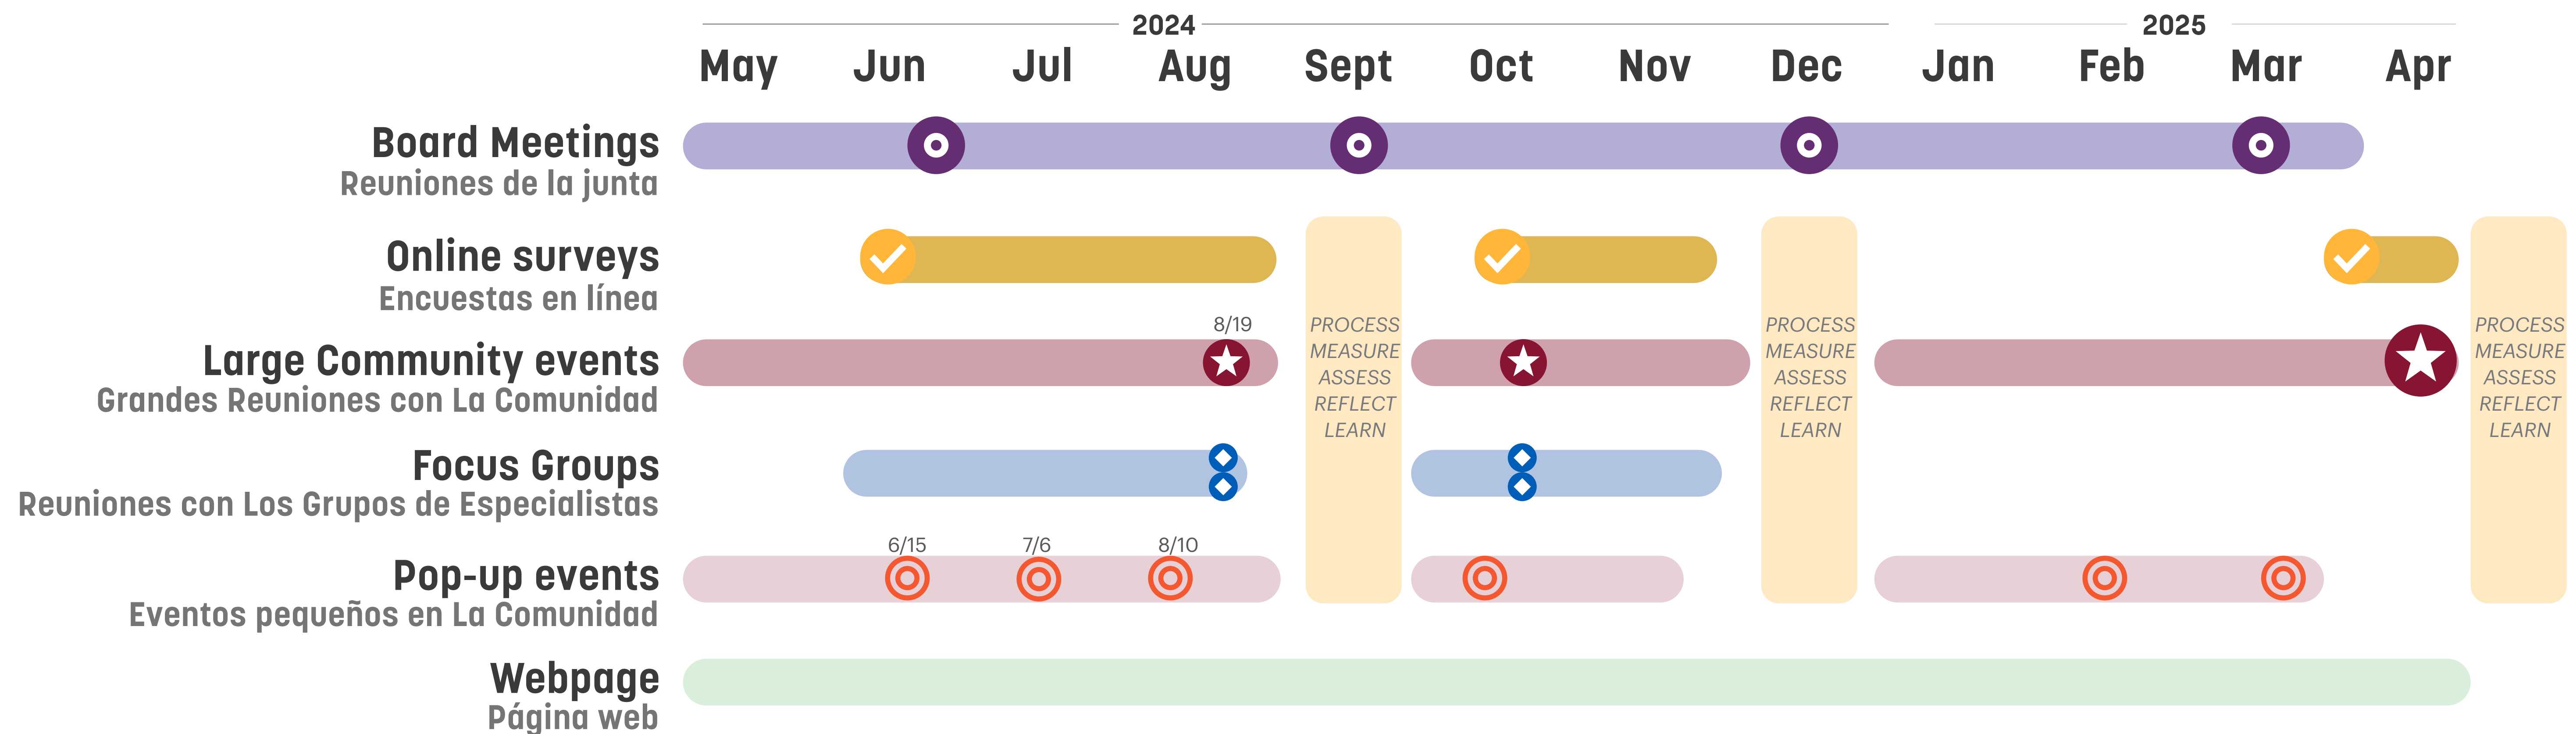 2024
2025
May Jun Jul Aug Sept Oct Nov Dec Jan Feb Mar Apr
Board Meetings
Reuniones de la junta
Online surveys
Encuestas en línea
Large Community events
Grandes Reuniones con La Comunidad
8/19
Focus Groups
Reuniones con Los Grupos de Especialistas
Pop-up events
Eventos pequeños en La Comunidad
6/15
7/6
8/10
Webpage
Página web
PROCESS
MEASURE
ASSESS
REFLECT
LEARN
PROCESS
MEASURE
ASSESS
REFLECT
LEARN
PROCESS
MEASURE
ASSESS
REFLECT
LEARN